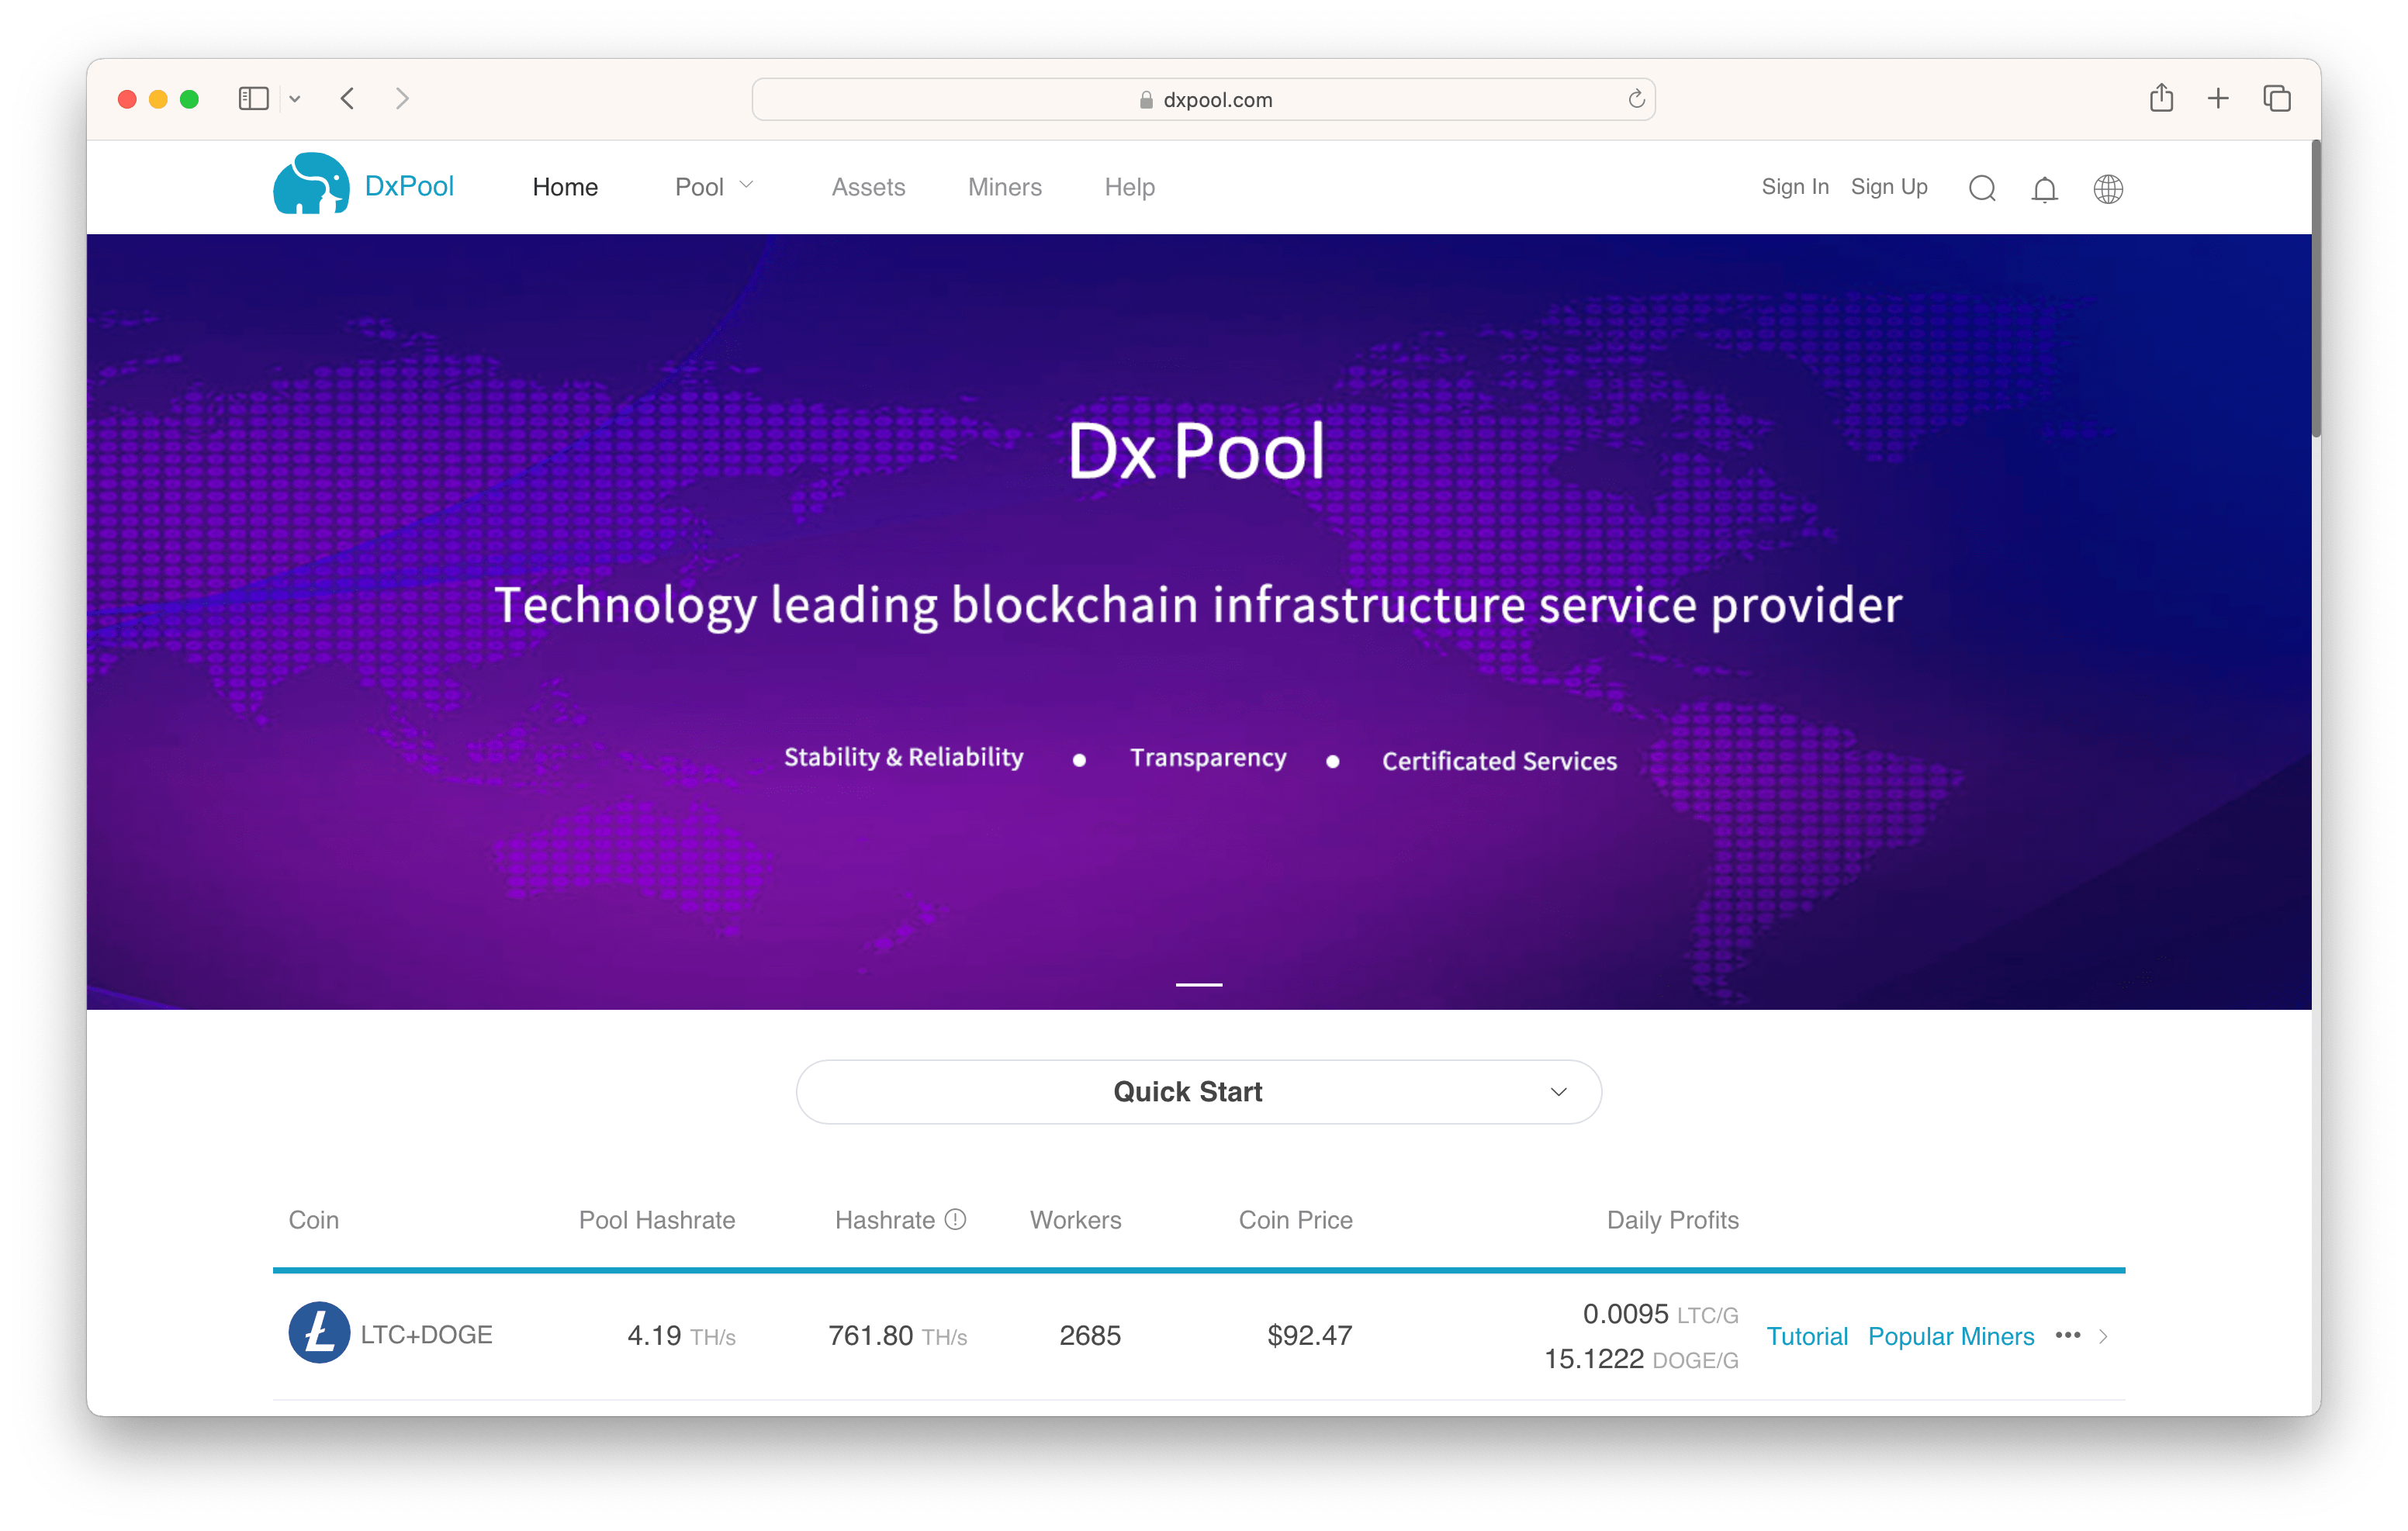 dxpool.com
DxPool Home Pool Assets Miners Help Sign In Sign Up
Dx Pool
Technology leading blockchain infrastructure service provider
Stability & Reliability ● Transparency ● Certificated Services
Quick Start
Coin Pool Hashrate Hashrate Workers Coin Price Daily Profits
LTC+DOGE 4.19 TH/s 761.80 TH/s 2685 $92.47 0.0095 LTC/G
15.1222 DOGE/G
Tutorial Popular Miners •••